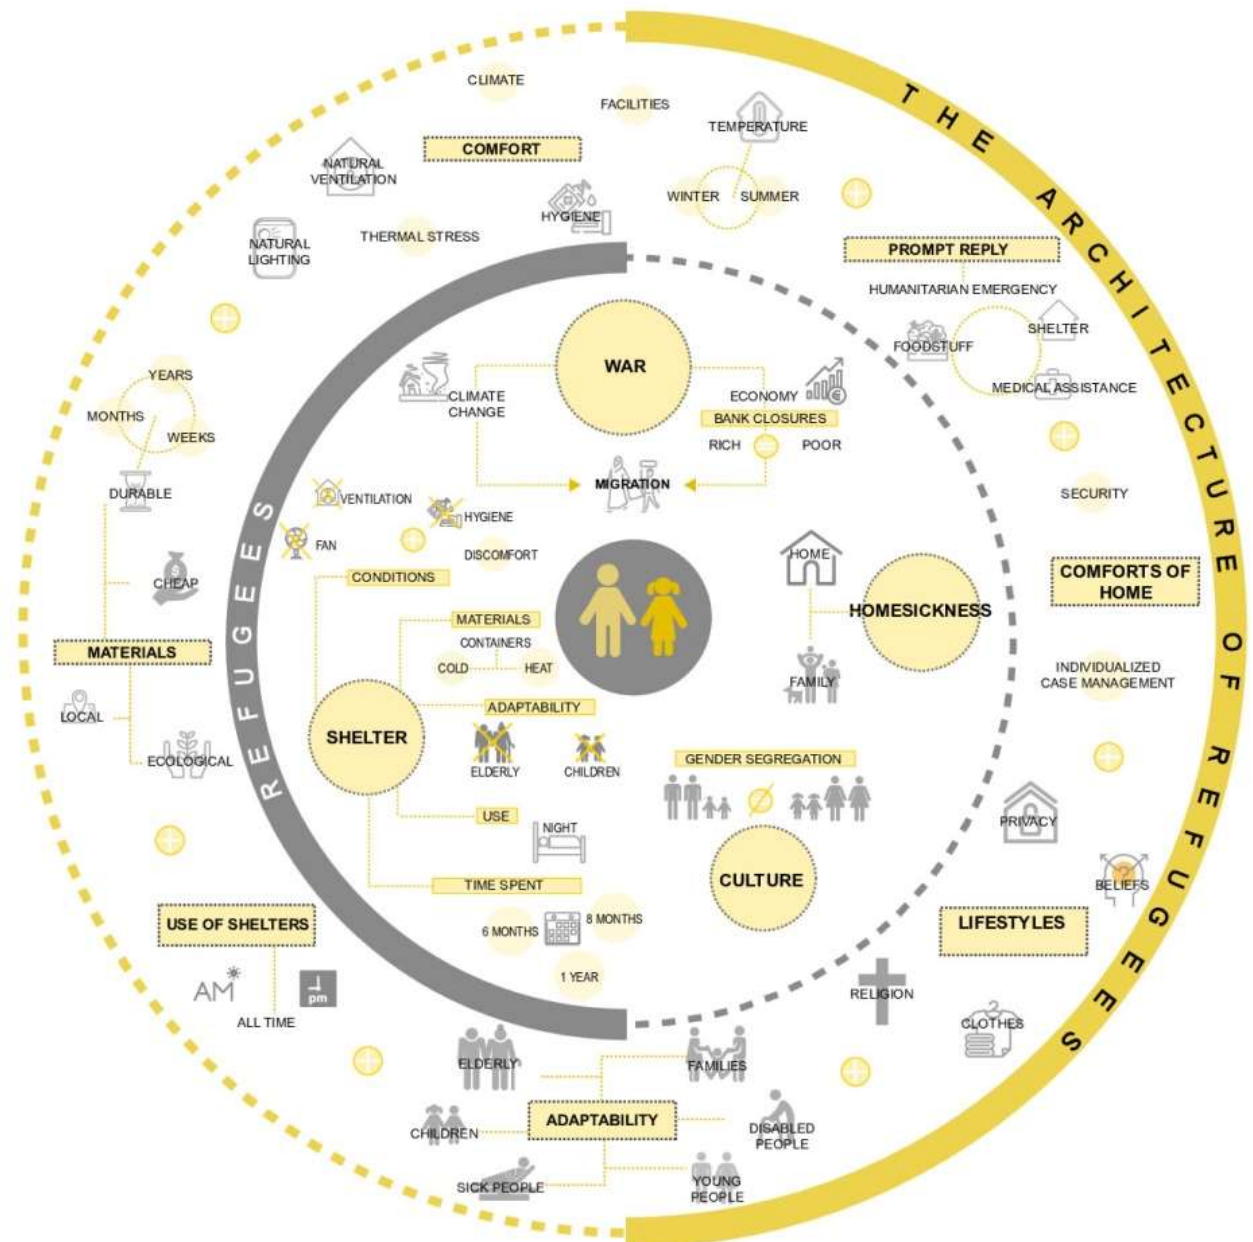 THE ARCHITECTURE OF REFUGEES
CLIMATE
FACILITIES
COMFORT
NATURAL
VENTILATION
NATURAL
LIGHTING
THERMAL STRESS
HYGIENE
TEMPERATURE
WINTER
SUMMER
PROMPT REPLY
HUMANITARIAN EMERGENCY
FOODSTUFF
SHELTER
MEDICAL ASSISTANCE
SECURITY
COMFORTS OF
HOME
INDIVIDUALIZED
CASE MANAGEMENT
PRIVACY
BELIEFS
LIFESTYLES
RELIGION
CLOTHES
YEARS
MONTHS
WEEKS
DURABLE
CHEAP
MATERIALS
LOCAL
ECOLOGICAL
USE OF SHELTERS
AM
pm
ALL TIME
ELDERLY
FAMILIES
ADAPTABILITY
CHILDREN
DISABLED
PEOPLE
SICK PEOPLE
YOUNG
PEOPLE
REFUGEES
WAR
CLIMATE
CHANGE
ECONOMY
BANK CLOSURES
RICH
POOR
MIGRATION
VENTILATION
HYGIENE
FAN
DISCOMFORT
CONDITIONS
MATERIALS
CONTAINERS
COLD
HEAT
ADAPTABILITY
SHELTER
ELDERLY
CHILDREN
USE
NIGHT
TIME SPENT
6 MONTHS
8 MONTHS
1 YEAR
HOME
HOMESICKNESS
FAMILY
GENDER SEGREGATION
CULTURE